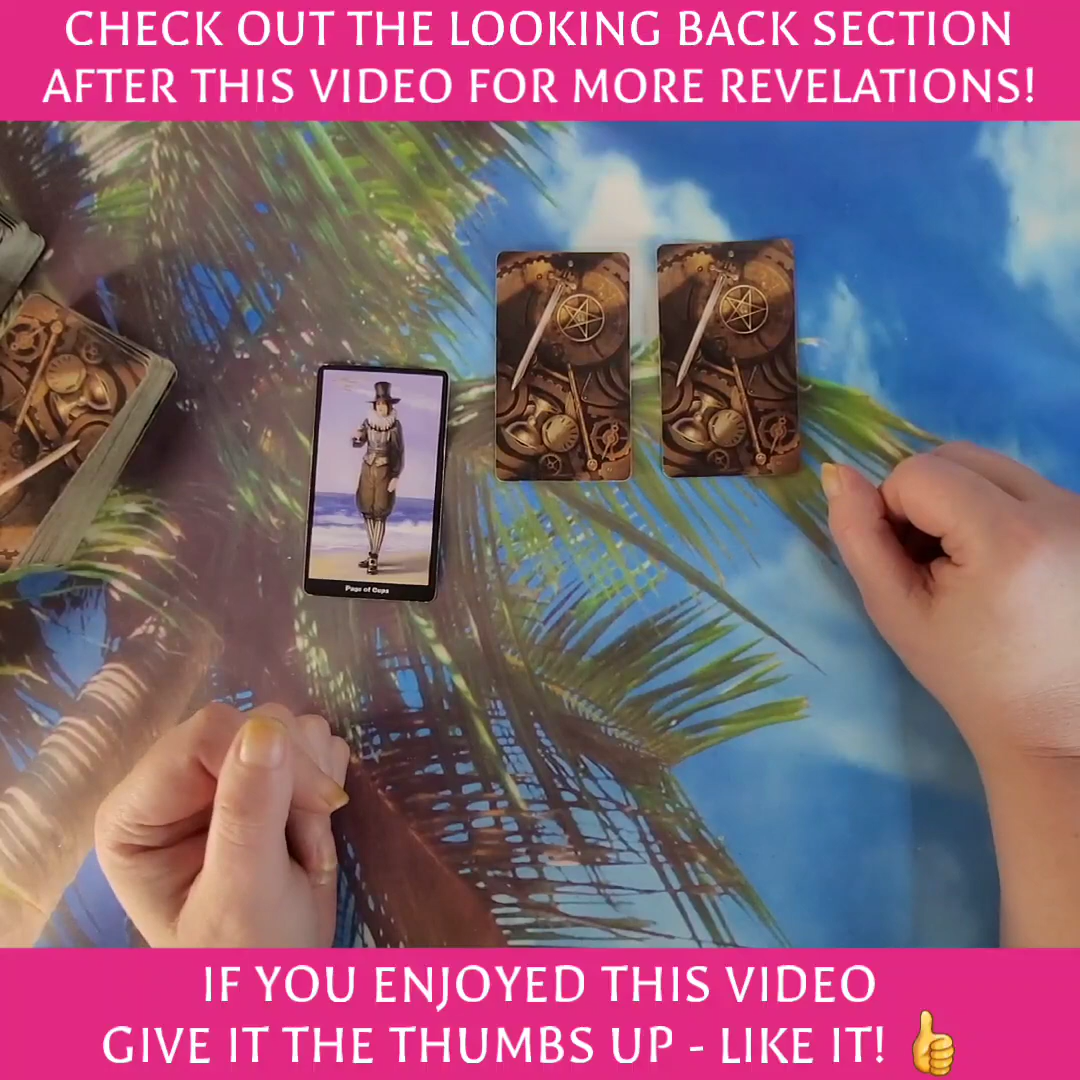 CHECK OUT THE LOOKING BACK SECTION
AFTER THIS VIDEO FOR MORE REVELATIONS!
Page of Cups
IF YOU ENJOYED THIS VIDEO
GIVE IT THE THUMBS UP - LIKE IT! 👍